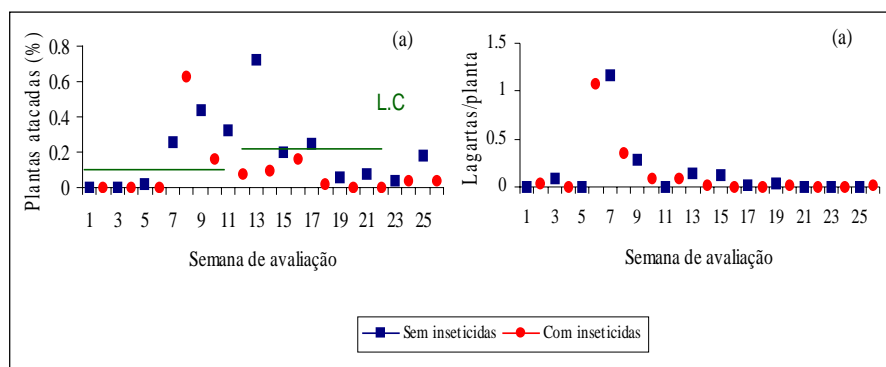 (a)
Plantas atacadas (%)
0.8
0.6
0.4
0.2
0
L.C
1 3 5 7 9 11 13 15 17 19 21 23 25
Semana de avaliação
(a)
Lagartas/planta
1.5
1
0.5
0
1 3 5 7 9 11 13 15 17 19 21 23 25
Semana de avaliação
Sem inseticidas Com inseticidas